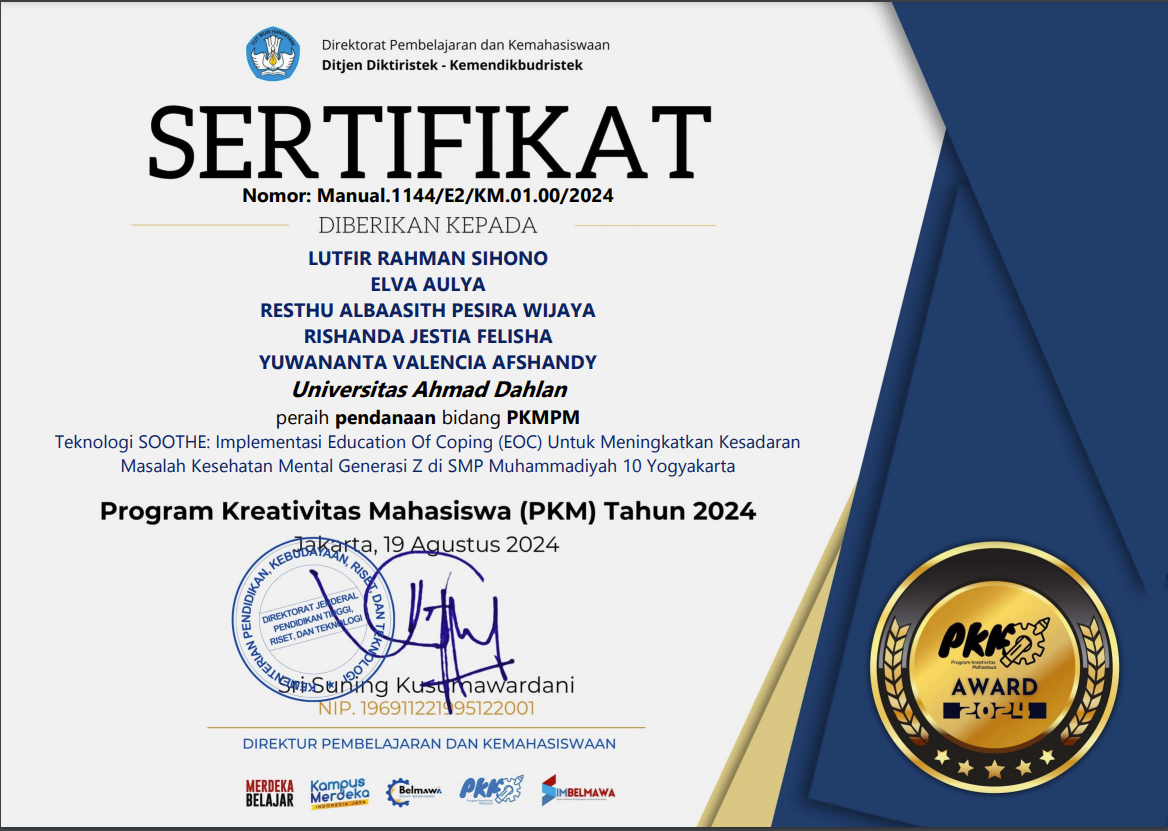 Direktorat Pembelajaran dan Kemahasiswaan
Ditjen Diktiristek - Kemendikbudristek
SERTIFIKAT
Nomor: Manual.1144/E2/KM.01.00/2024
DIBERIKAN KEPADA
LUTFIR RAHMAN SIHONO
ELVA AULYA
RESTHU ALBAASITH PESIRA WIJAYA
RISHANDA JESTIA FELISHA
YUWANANTA VALENCIA AFSHANDY
Universitas Ahmad Dahlan
peraih pendanaan bidang PKMPM
Teknologi SOOTHE: Implementasi Education Of Coping (EOC) Untuk Meningkatkan Kesadaran
Masalah Kesehatan Mental Generasi Z di SMP Muhammadiyah 10 Yogyakarta
Program Kreativitas Mahasiswa (PKM) Tahun 2024
Jakarta, 19 Agustus 2024
KEMENTERIAN PENDIDIKAN, KEBUDAYAAN, RISET, DAN TEKNOLOGI
DIREKTORAT JENDERAL
PENDIDIKAN TINGGI,
RISET, DAN TEKNOLOGI
Sri Suning Kusumawardani
NIP. 196911221995122001
DIREKTUR PEMBELAJARAN DAN KEMAHASISWAAN
PKM
Program Kreativitas
Mahasiswa
AWARD
2024
MERDEKA
BELAJAR
Kampus
Merdeka
INDONESIA JAYA
Belmawa
PKM
SIMBELMAWA